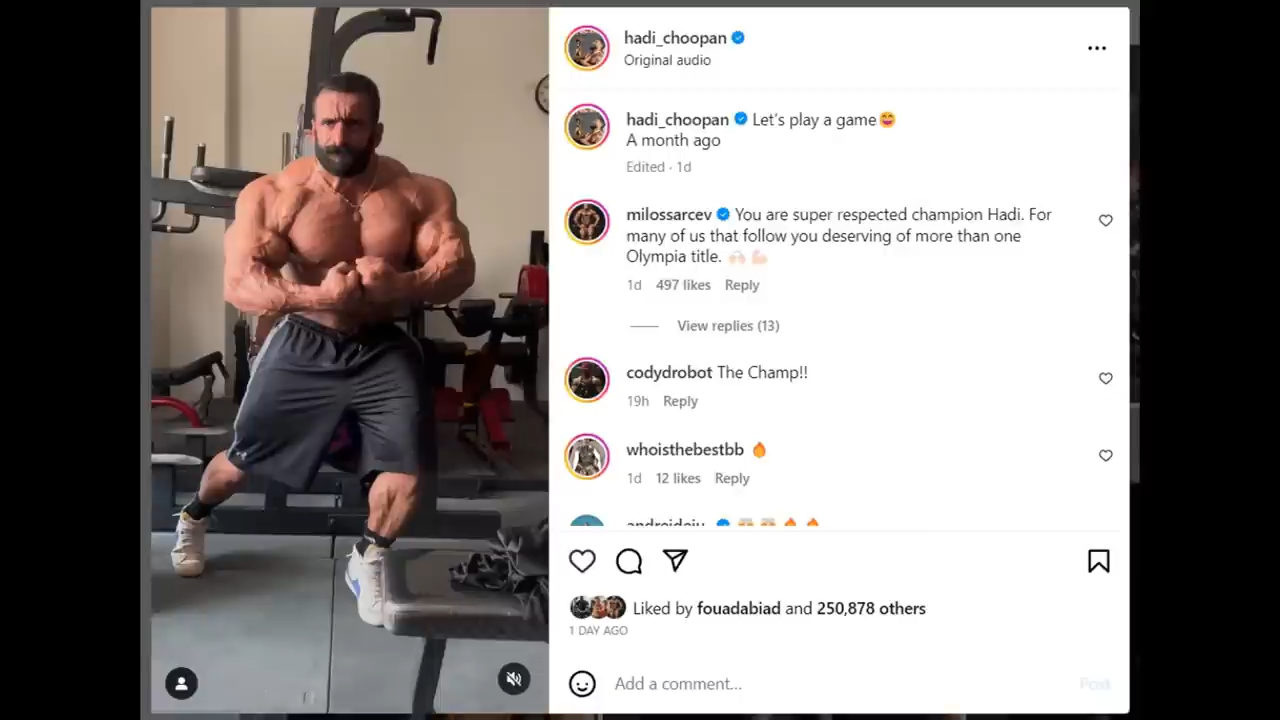 hadi_choopan
Original audio
hadi_choopan Let's play a game😄
A month ago
Edited · 1d
milossarcev You are super respected champion Hadi. For
many of us that follow you deserving of more than one
Olympia title. 🙌🏻💪🏻
1d 497 likes Reply
View replies (13)
codydrobot The Champ!!
19h Reply
whoisthebestbb 🔥
1d 12 likes Reply
Liked by fouadabiad and 250,878 others
1 DAY AGO
Add a comment...
Post